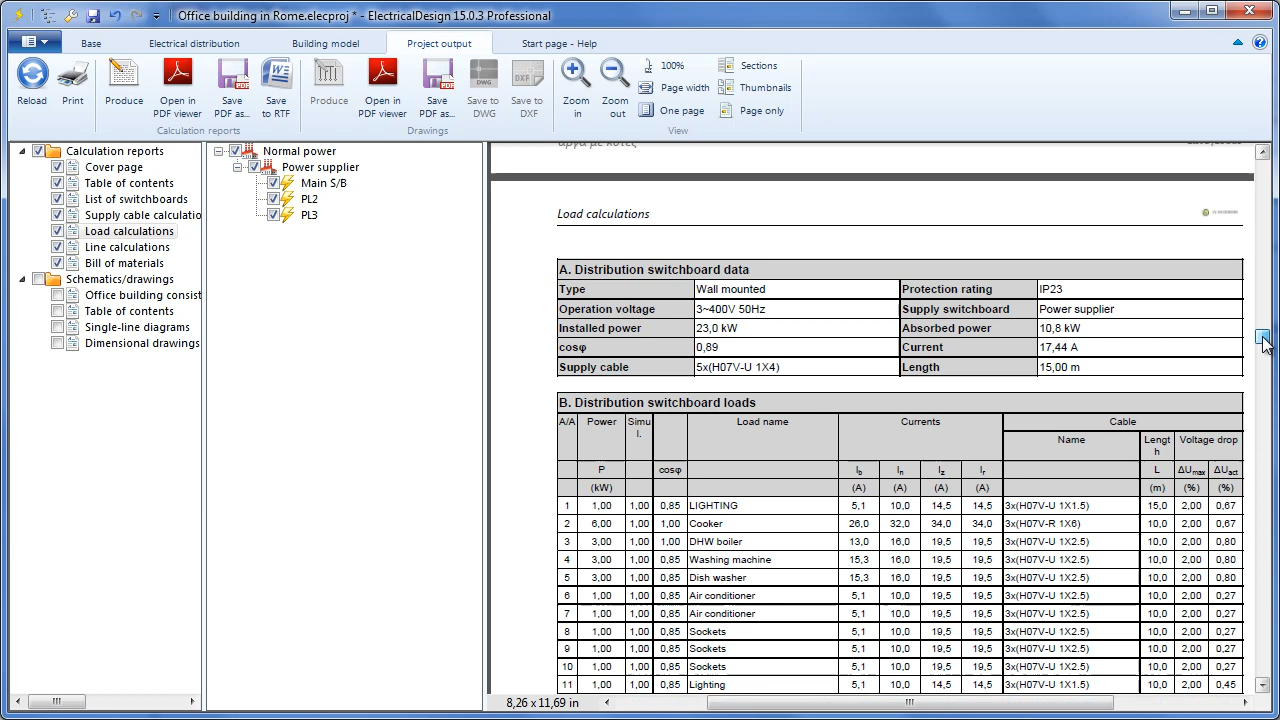 Office building in Rome.elecproj * - ElectricalDesign 15.0.3 Professional
Base
Electrical distribution
Building model
Project output
Start page - Help
Reload
Print
Produce
Open in PDF viewer
Save PDF as...
Save to RTF
Produce
Open in PDF viewer
Save PDF as...
Save to DWG
Save to DXF
Zoom in
Zoom out
100%
Page width
One page
Sections
Thumbnails
Page only
Calculation reports
Drawings
View
Calculation reports
Cover page
Table of contents
List of switchboards
Supply cable calculatio
Load calculations
Line calculations
Bill of materials
Schematics/drawings
Office building consist
Table of contents
Single-line diagrams
Dimensional drawings
Normal power
Power supplier
Main S/B
PL2
PL3
Load calculations
A. Distribution switchboard data
Type Wall mounted Protection rating IP23
Operation voltage 3~400V 50Hz Supply switchboard Power supplier
Installed power 23,0 kW Absorbed power 10,8 kW
cosφ 0,89 Current 17,44 A
Supply cable 5x(H07V-U 1X4) Length 15,00 m
B. Distribution switchboard loads
A/A Power Simul. Load name Currents Cable
Name Length Voltage drop
P cosφ Ib In Iz Ir L ΔUmax ΔUact
(kW) (A) (A) (A) (A) (m) (%) (%)
1 1,00 1,00 0,85 LIGHTING 5,1 10,0 14,5 14,5 3x(H07V-U 1X1.5) 15,0 2,00 0,67
2 6,00 1,00 1,00 Cooker 26,0 32,0 34,0 34,0 3x(H07V-R 1X6) 10,0 2,00 0,67
3 3,00 1,00 1,00 DHW boiler 13,0 16,0 19,5 19,5 3x(H07V-U 1X2.5) 10,0 2,00 0,80
4 3,00 1,00 0,85 Washing machine 15,3 16,0 19,5 19,5 3x(H07V-U 1X2.5) 10,0 2,00 0,80
5 3,00 1,00 0,85 Dish washer 15,3 16,0 19,5 19,5 3x(H07V-U 1X2.5) 10,0 2,00 0,80
6 1,00 1,00 0,85 Air conditioner 5,1 10,0 19,5 19,5 3x(H07V-U 1X2.5) 10,0 2,00 0,27
7 1,00 1,00 0,85 Air conditioner 5,1 10,0 19,5 19,5 3x(H07V-U 1X2.5) 10,0 2,00 0,27
8 1,00 1,00 0,85 Sockets 5,1 10,0 19,5 19,5 3x(H07V-U 1X2.5) 10,0 2,00 0,27
9 1,00 1,00 0,85 Sockets 5,1 10,0 19,5 19,5 3x(H07V-U 1X2.5) 10,0 2,00 0,27
10 1,00 1,00 0,85 Sockets 5,1 10,0 19,5 19,5 3x(H07V-U 1X2.5) 10,0 2,00 0,27
11 1,00 1,00 0,85 Lighting 5,1 10,0 14,5 14,5 3x(H07V-U 1X1.5) 10,0 2,00 0,45
8,26 x 11,69 in